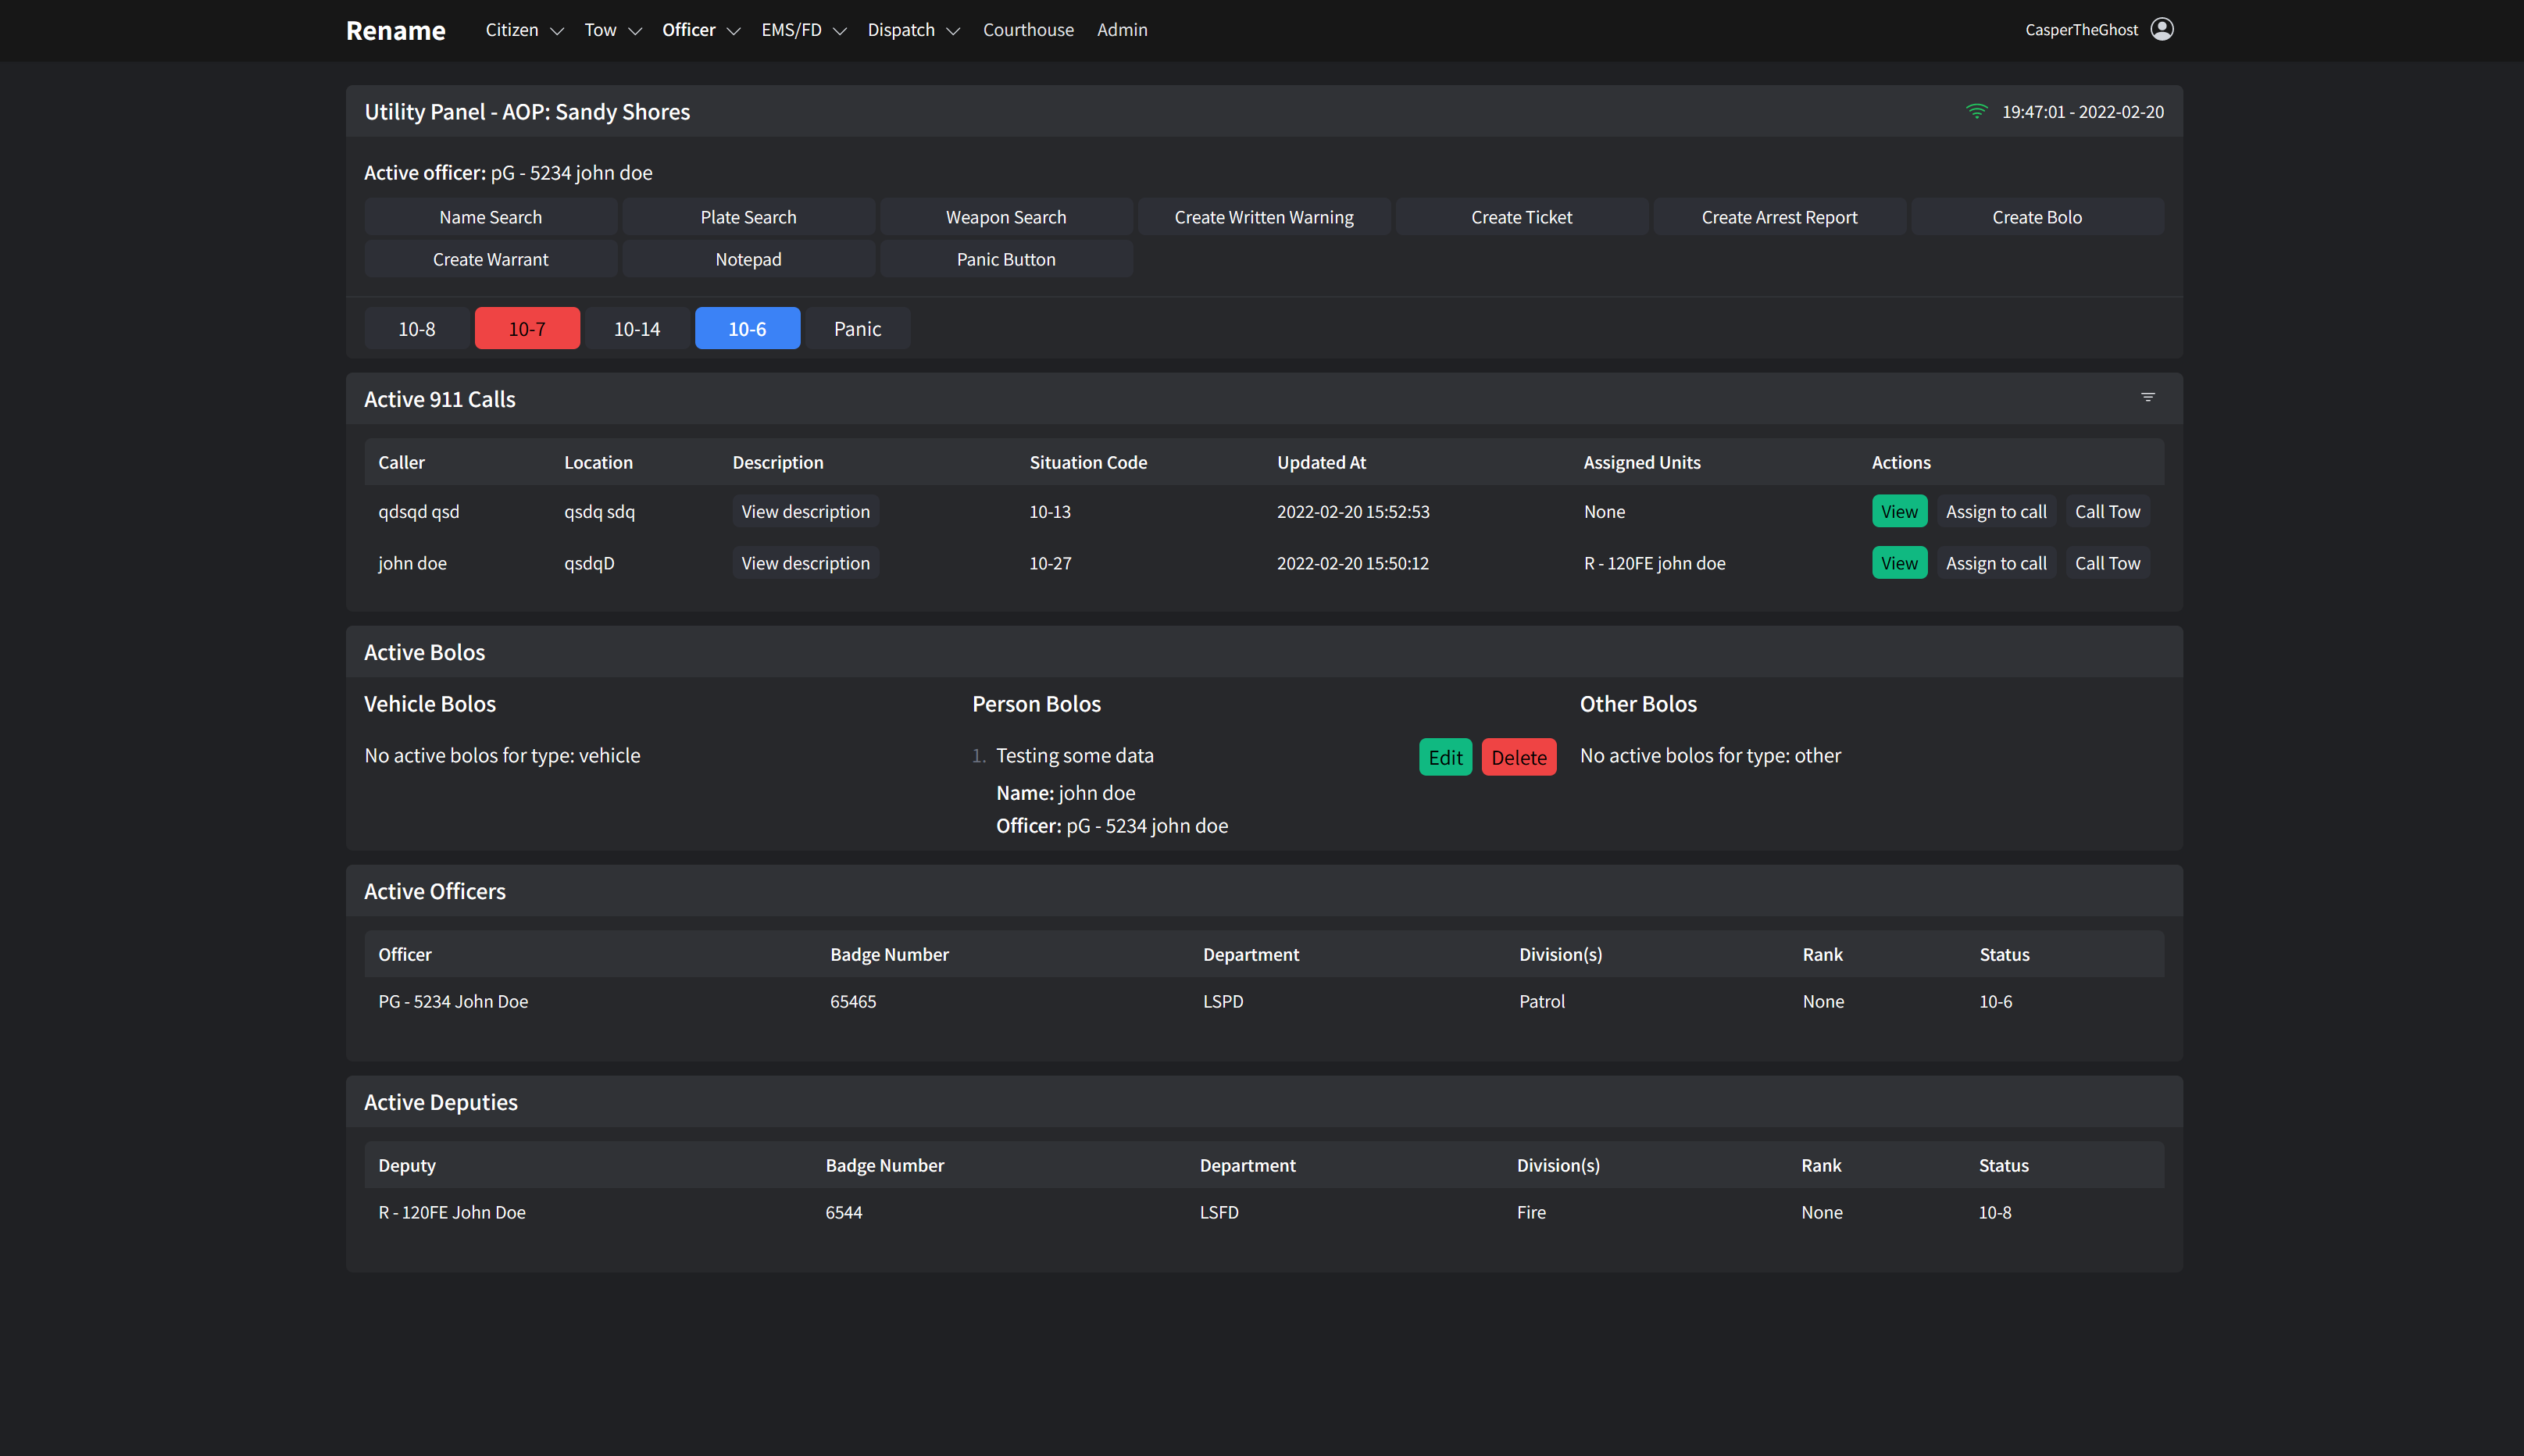 Rename Citizen Tow Officer EMS/FD Dispatch Courthouse Admin CasperTheGhost
Utility Panel - AOP: Sandy Shores 19:47:01 - 2022-02-20
Active officer: pG - 5234 john doe
Name Search Plate Search Weapon Search Create Written Warning Create Ticket Create Arrest Report Create Bolo
Create Warrant Notepad Panic Button
10-8 10-7 10-14 10-6 Panic
Active 911 Calls
Caller Location Description Situation Code Updated At Assigned Units Actions
qdsqd qsd qsdq sdq View description 10-13 2022-02-20 15:52:53 None View Assign to call Call Tow
john doe qsdqD View description 10-27 2022-02-20 15:50:12 R - 120FE john doe View Assign to call Call Tow
Active Bolos
Vehicle Bolos Person Bolos Other Bolos
No active bolos for type: vehicle 1. Testing some data Edit Delete No active bolos for type: other
Name: john doe
Officer: pG - 5234 john doe
Active Officers
Officer Badge Number Department Division(s) Rank Status
PG - 5234 John Doe 65465 LSPD Patrol None 10-6
Active Deputies
Deputy Badge Number Department Division(s) Rank Status
R - 120FE John Doe 6544 LSFD Fire None 10-8